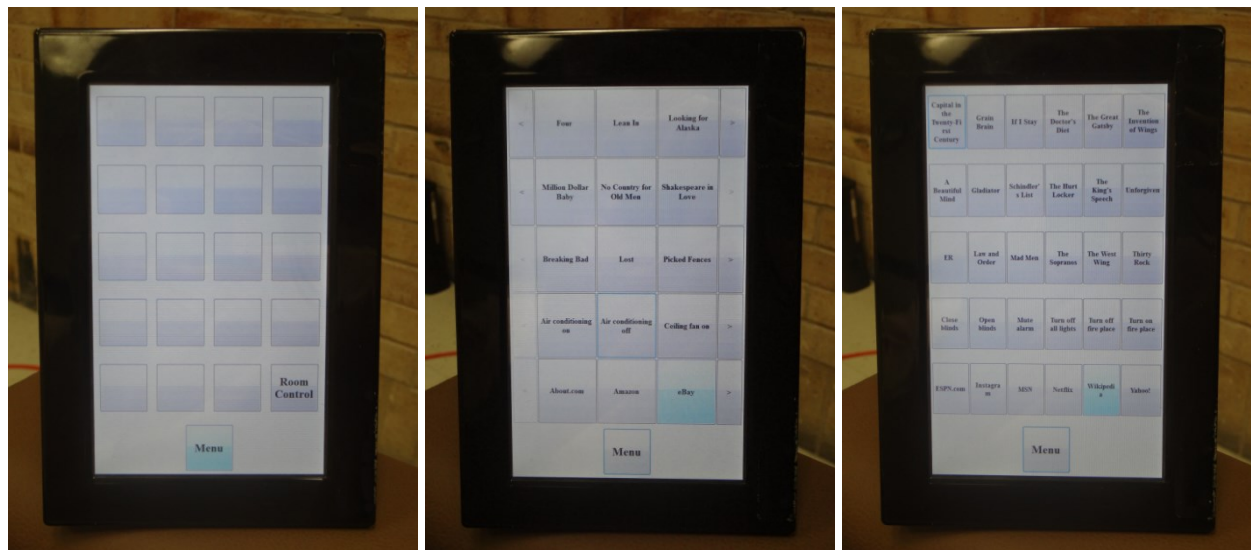 Room
Control
Menu
<
Four
Lean In
Looking for
Alaska
>
<
Million Dollar
Baby
No Country for
Old Men
Shakespeare in
Love
Breaking Bad
Lost
Picked Fences
>
Air conditioning
on
Air conditioning
off
Ceiling fan on
>
About.com
Amazon
eBay
>
Menu
Capital in
the
Twenty-Fi
rst
Century
Grain
Brain
If I Stay
The
Doctor's
Diet
The Great
Gatsby
The
Invention
of Wings
A
Beautiful
Mind
Gladiator
Schindler'
s List
The Hurt
Locker
The
King's
Speech
Unforgiven
ER
Law and
Order
Mad Men
The
Sopranos
The West
Wing
Thirty
Rock
Close
blinds
Open
blinds
Mute
alarm
Turn off
all lights
Turn off
fire place
Turn on
fire place
ESPN.com
Instagra
m
MSN
Netflix
Wikipedi
a
Yahoo!
Menu